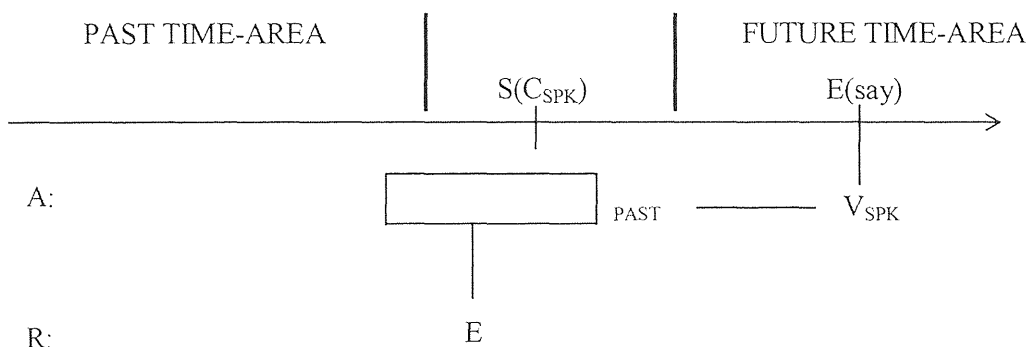 PAST TIME-AREA FUTURE TIME-AREA
S(C_SPK) E(say)
A: PAST V_SPK
R: E